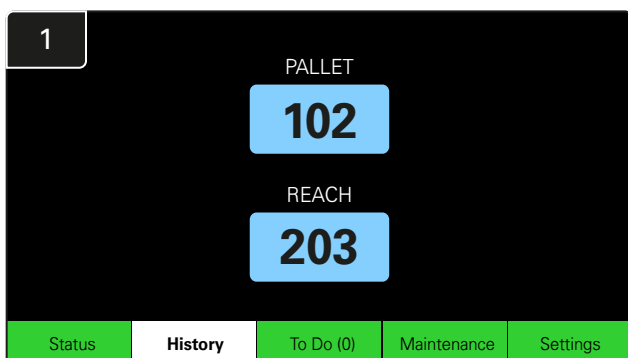 1
PALLET
102
REACH
203
Status History To Do (0) Maintenance Settings